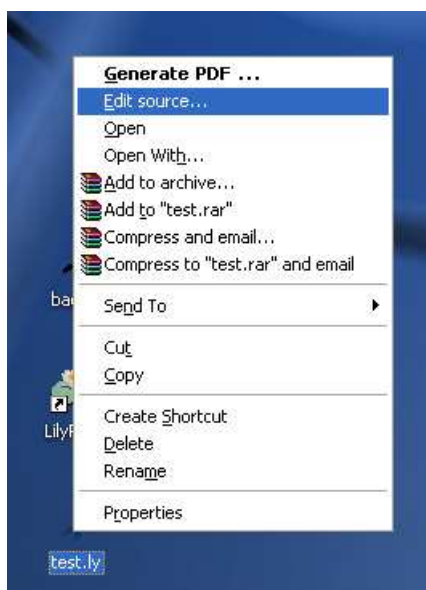 Generate PDF ...
Edit source...
Open
Open With...
Add to archive...
Add to "test.rar"
Compress and email...
Compress to "test.rar" and email
Send To
Cut
Copy
Create Shortcut
Delete
Rename
Properties
test.ly